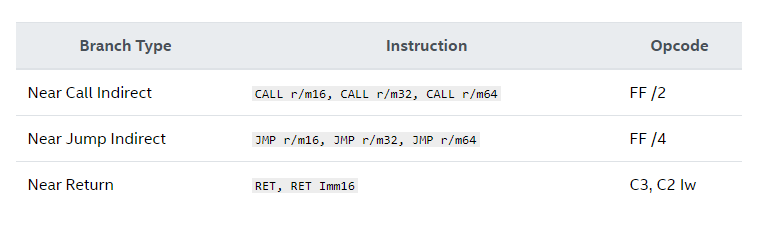 Branch Type Instruction Opcode
Near Call Indirect CALL r/m16, CALL r/m32, CALL r/m64 FF /2
Near Jump Indirect JMP r/m16, JMP r/m32, JMP r/m64 FF /4
Near Return RET, RET Imm16 C3, C2 Iw